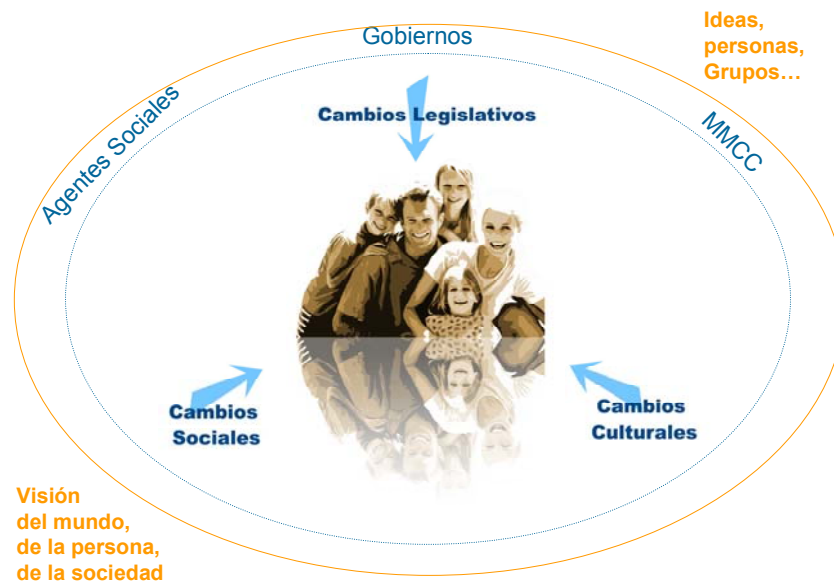 Ideas,
personas,
Grupos…
Gobiernos
Agentes Sociales
MMCC
Cambios Legislativos
Cambios
Sociales
Cambios
Culturales
Visión
del mundo,
de la persona,
de la sociedad